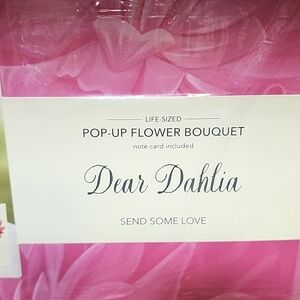 LIFE-SIZED
POP-UP FLOWER BOUQUET
note card included
Dear Dahlia
SEND SOME LOVE